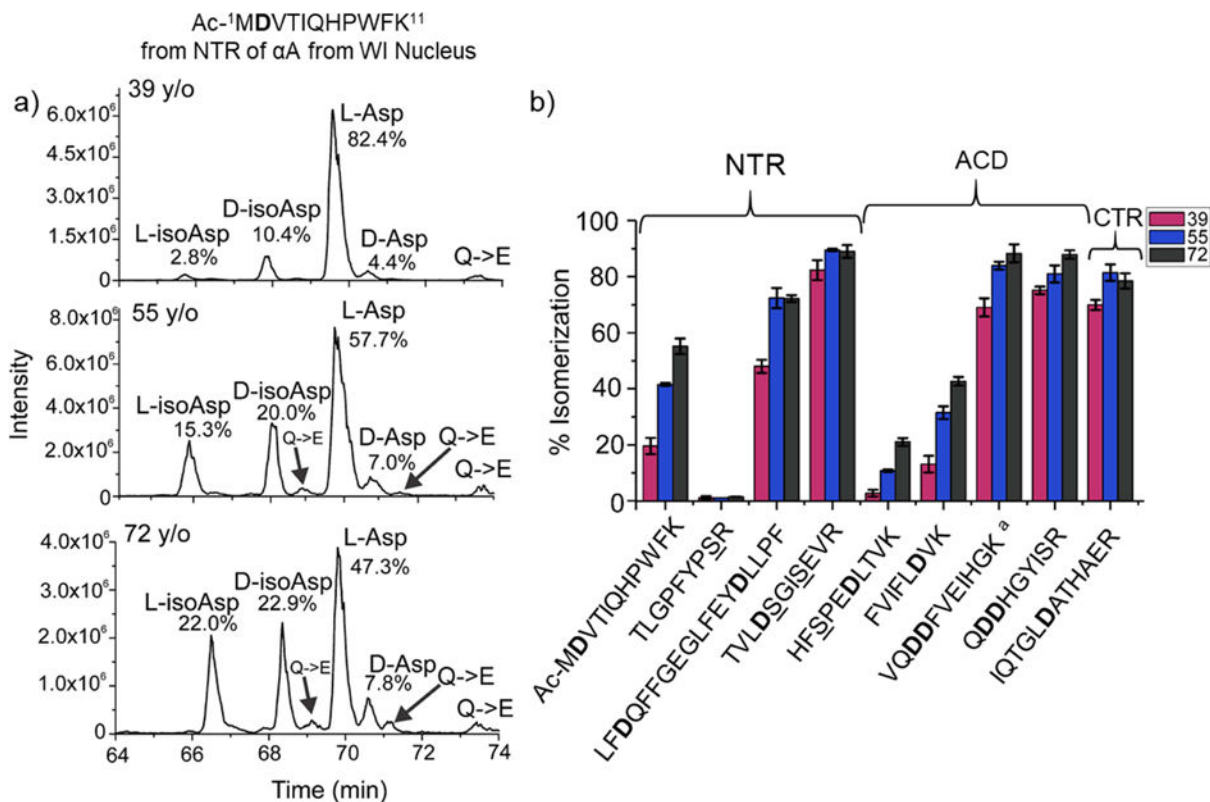 Ac-¹MDVTIQHPWFK¹¹
from NTR of αA from WI Nucleus
a)
39 y/o
6.0x10⁶
4.5x10⁶
3.0x10⁶
1.5x10⁶
0
L-isoAsp
2.8%
D-isoAsp
10.4%
L-Asp
82.4%
D-Asp
4.4%
Q->E
55 y/o
8.0x10⁶
6.0x10⁶
4.0x10⁶
2.0x10⁶
0
L-isoAsp
15.3%
D-isoAsp
20.0%
Q->E
L-Asp
57.7%
D-Asp
7.0%
Q->E
Q->E
72 y/o
4.0x10⁶
3.0x10⁶
2.0x10⁶
1.0x10⁶
0
L-isoAsp
22.0%
D-isoAsp
22.9%
Q->E
L-Asp
47.3%
D-Asp
7.8%
Q->E
Q->E
Intensity
64 66 68 70 72 74
Time (min)
b)
NTR
ACD
CTR
39
55
72
100
80
60
40
20
0
% Isomerization
Ac-MDVTIQHPWFK
TLGPFYPSR
LFDQFFGEGLFEYDLLPF
TVLDSGISEVR
HFSPEDLTVK
FVIFLDVK
VQDDFVEIHGK ᵃ
QDDHGYISR
IQTGLDATHAER